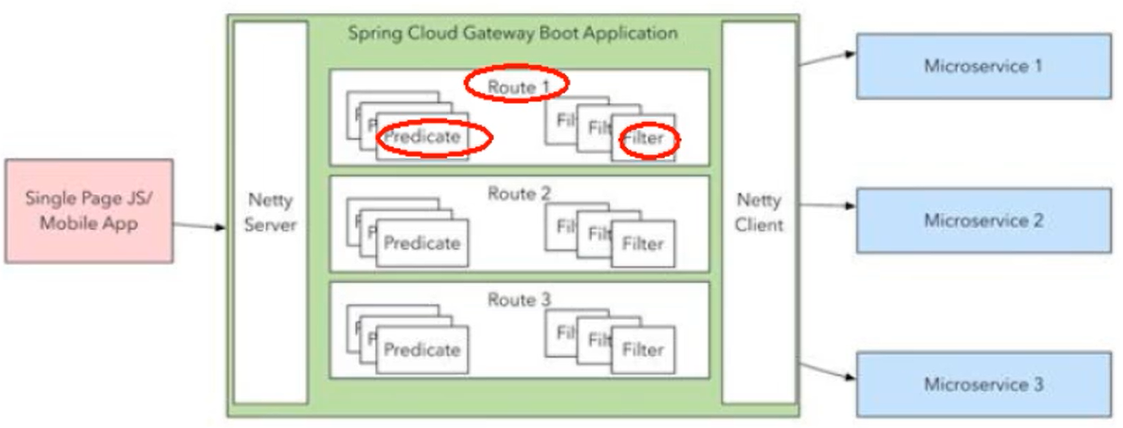 Spring Cloud Gateway Boot Application
Single Page JS/
Mobile App
Netty
Server
Route 1
Predicate
Fil
Filt
Filter
Route 2
Predicate
Fil
Filt
Filter
Route 3
Predicate
Fil
Filt
Filter
Netty
Client
Microservice 1
Microservice 2
Microservice 3